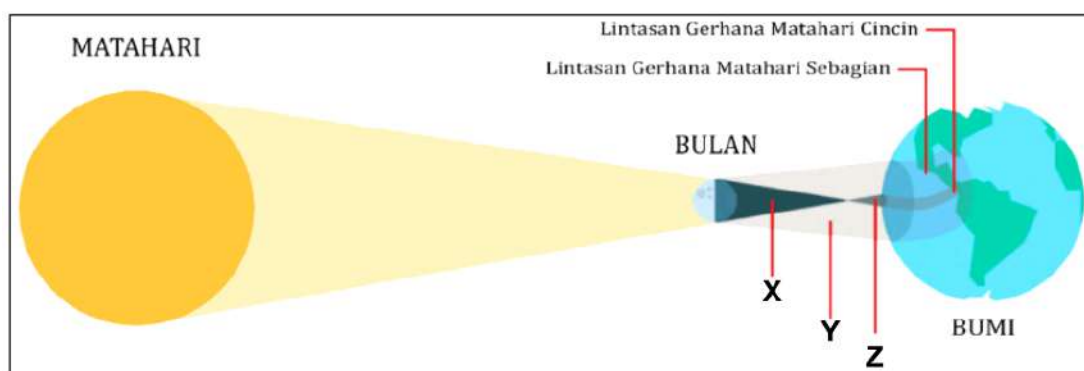 Lintasan Gerhana Matahari Cincin
MATAHARI
Lintasan Gerhana Matahari Sebagian
BULAN
X
Y
Z
BUMI